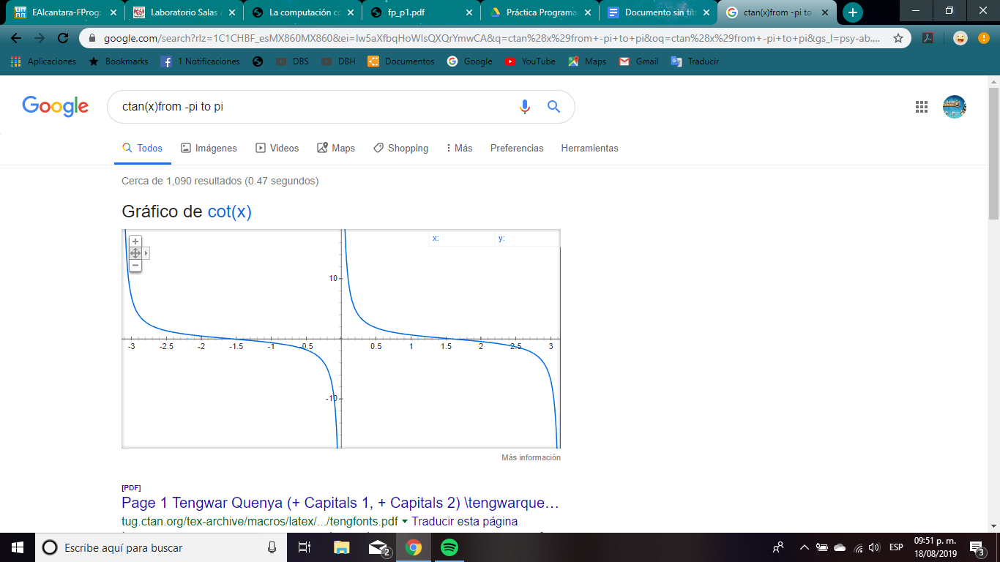 EAlcantara-FProg
Laboratorio Salas A
La computación co
fp_p1.pdf
Práctica Programa
Documento sin títu
ctan(x)from -pi to
google.com/search?rlz=1C1CHBF_esMX860MX860&ei=Iw5aXfbqHoWIsQXQrYmwCA&q=ctan%28x%29from+-pi+to+pi&oq=ctan%28x%29from+-pi+to+pi&gs_l=psy-ab....
Aplicaciones
Bookmarks
1 Notificaciones
DBS
DBH
Documentos
Google
YouTube
Maps
Gmail
Traducir
Google
ctan(x)from -pi to pi
Todos
Imágenes
Videos
Maps
Shopping
Más
Preferencias
Herramientas
Cerca de 1,090 resultados (0.47 segundos)
Gráfico de cot(x)
x:
y:
10
-3 -2.5 -2 -1.5 -1 -0.5 0.5 1 1.5 2 2.5 3
-10
Más información
[PDF]
Page 1 Tengwar Quenya (+ Capitals 1, + Capitals 2) \tengwarque…
tug.ctan.org/tex-archive/macros/latex/.../tengfonts.pdf Traducir esta página
Escribe aquí para buscar
2
ESP
09:51 p. m.
18/08/2019
3